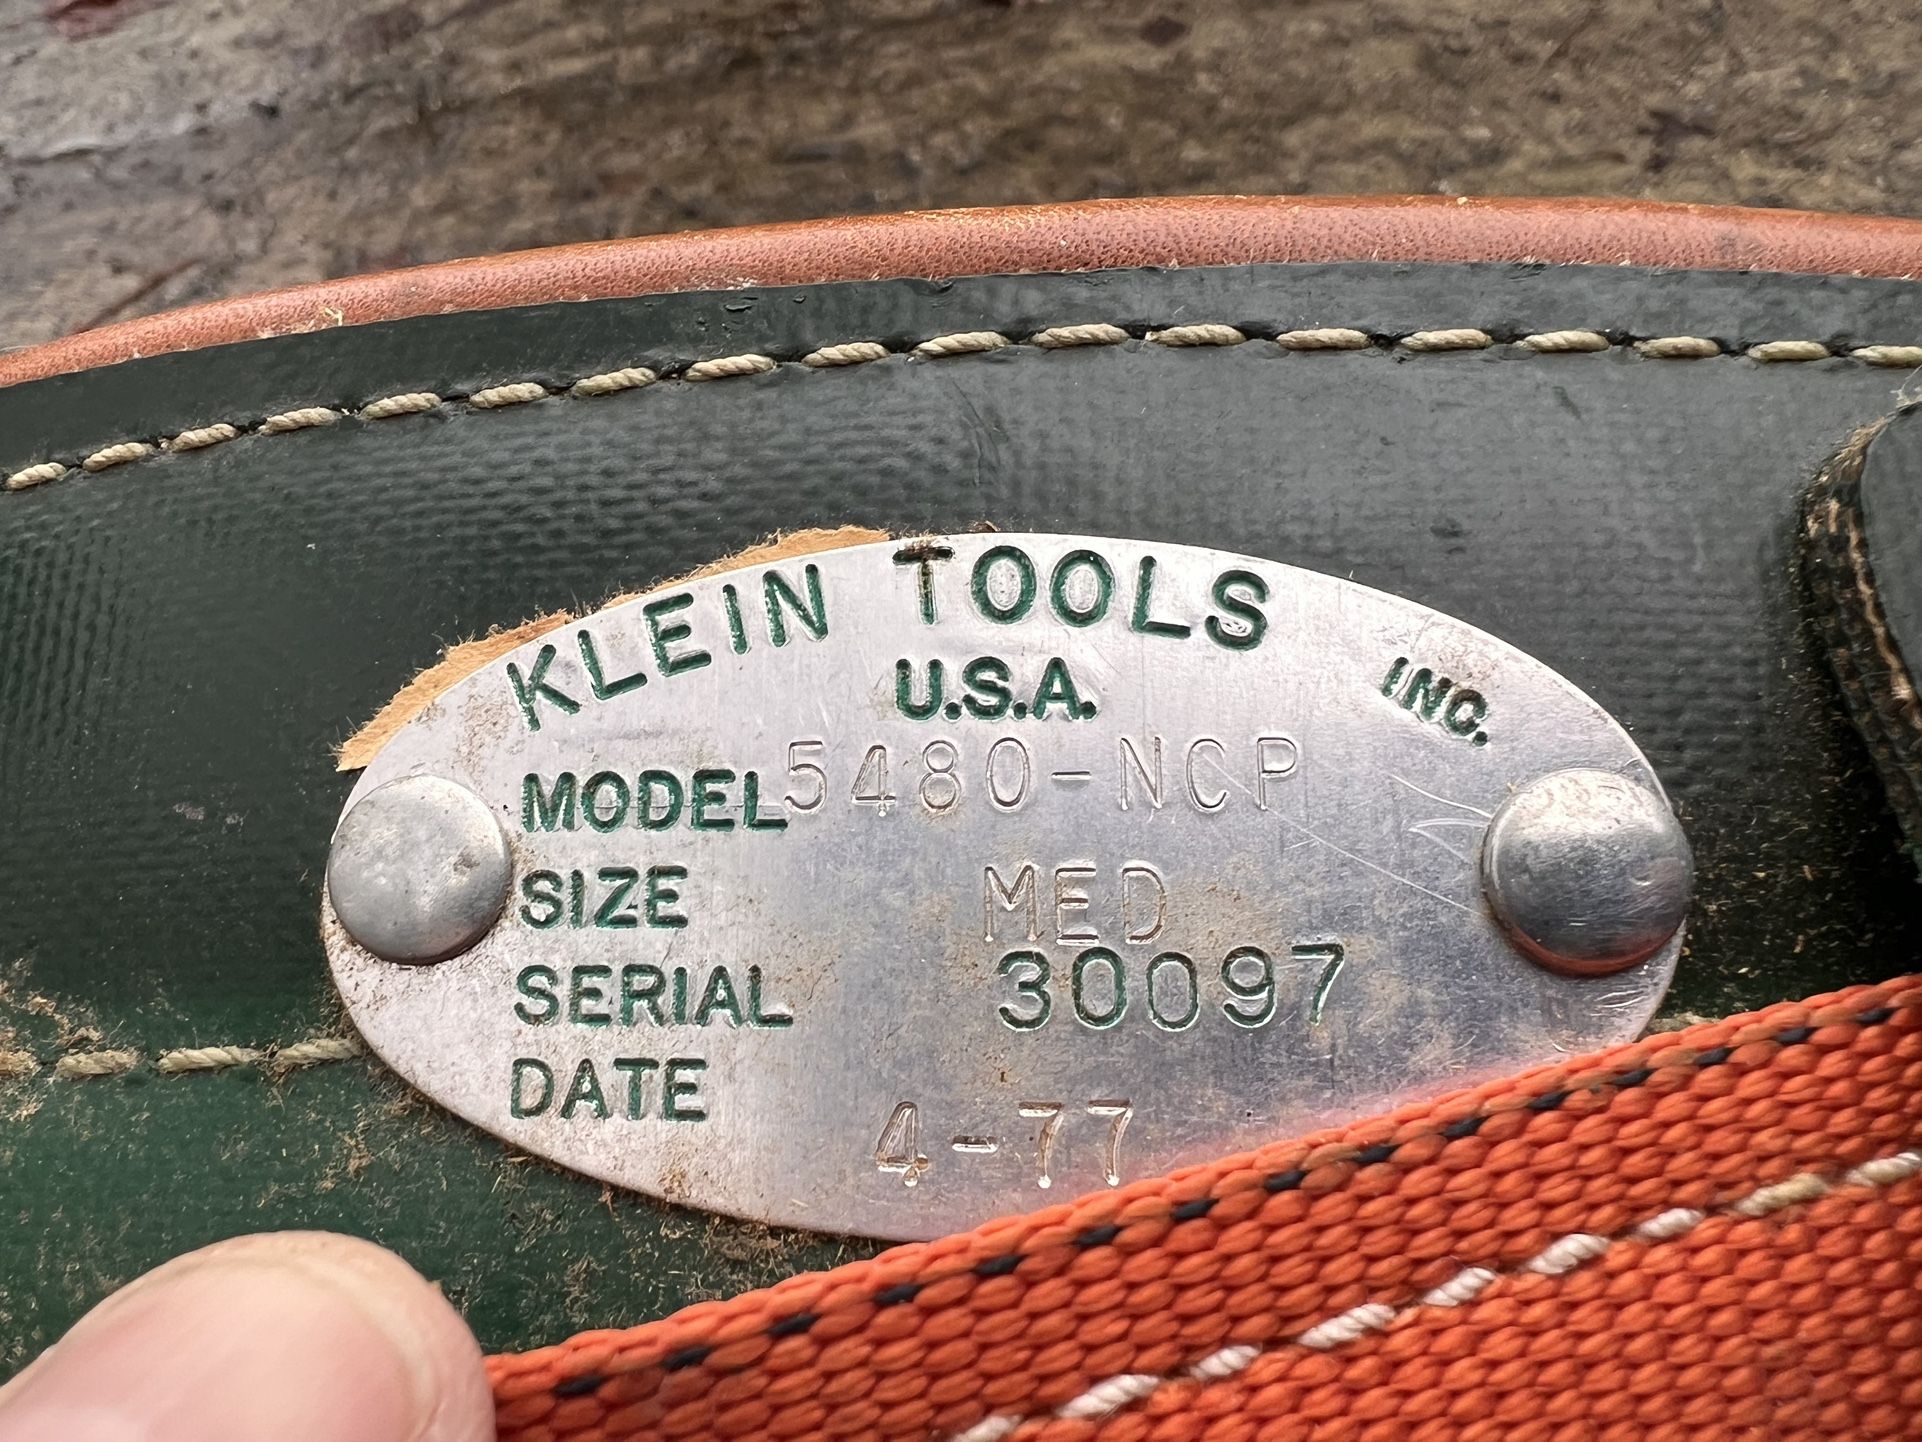 KLEIN TOOLS INC.
U.S.A.
MODEL 5480-NCP
SIZE MED
SERIAL 30097
DATE 4-77